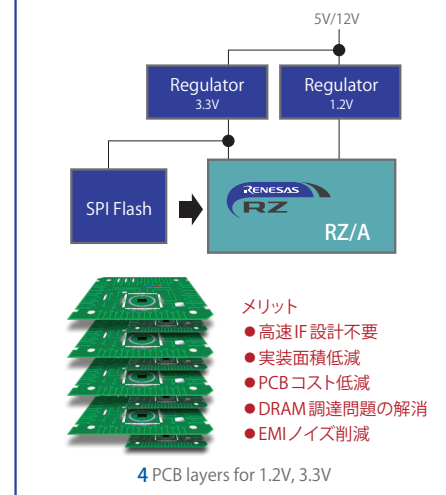 5V/12V
Regulator
3.3V
Regulator
1.2V
SPI Flash
RENESAS
RZ
RZ/A
メリット
●高速IF設計不要
●実装面積低減
●PCBコスト低減
●DRAM調達問題の解消
●EMIノイズ削減
4 PCB layers for 1.2V, 3.3V